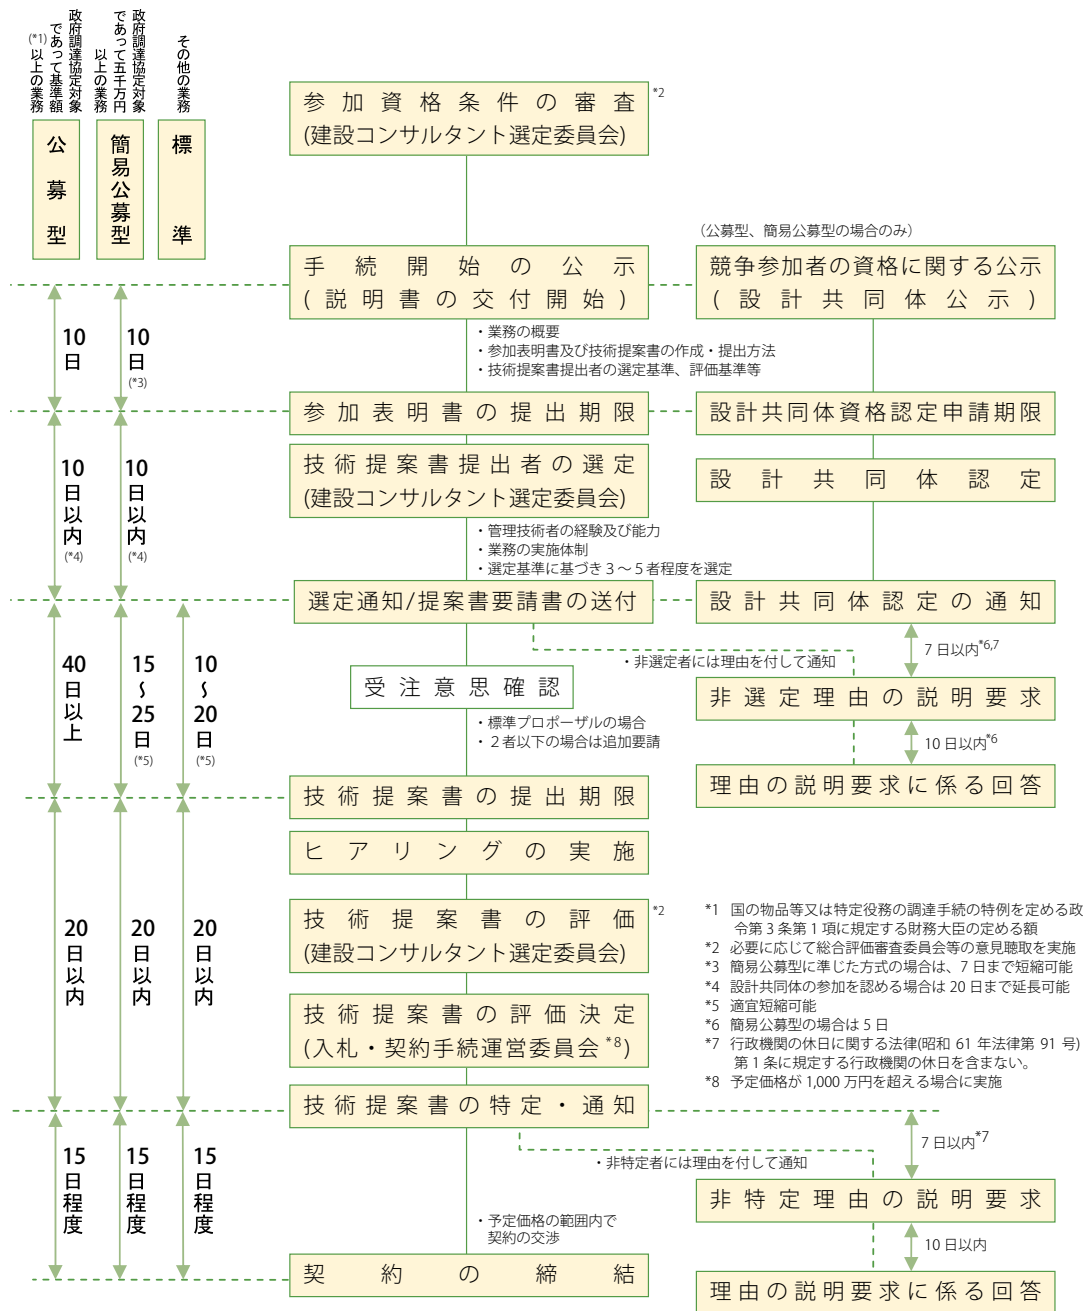 政府調達協定対象
であって基準額
(*1)以上の業務
公募型
政府調達協定対象
であって五千万円
以上の業務
簡易公募型
その他の業務
標準
参加資格条件の審査*2
(建設コンサルタント選定委員会)
(公募型、簡易公募型の場合のみ)
手続開始の公示
(説明書の交付開始)
競争参加者の資格に関する公示
(設計共同体公示)
10日
10日(*3)
・業務の概要
・参加表明書及び技術提案書の作成・提出方法
・技術提案書提出者の選定基準、評価基準等
参加表明書の提出期限
設計共同体資格認定申請期限
10日以内(*4)
10日以内(*4)
技術提案書提出者の選定
(建設コンサルタント選定委員会)
設計共同体認定
・管理技術者の経験及び能力
・業務の実施体制
・選定基準に基づき3〜5者程度を選定
選定通知/提案書要請書の送付
設計共同体認定の通知
40日以上
15〜25日(*5)
10〜20日(*5)
7日以内*6,7
・非選定者には理由を付して通知
受注意思確認
非選定理由の説明要求
・標準プロポーザルの場合
・2者以下の場合は追加要請
10日以内*6
技術提案書の提出期限
理由の説明要求に係る回答
ヒアリングの実施
20日以内
20日以内
20日以内
技術提案書の評価*2
(建設コンサルタント選定委員会)
技術提案書の評価決定
(入札・契約手続運営委員会*8)
*1 国の物品等又は特定役務の調達手続の特例を定める政
令第3条第1項に規定する財務大臣の定める額
*2 必要に応じて総合評価審査委員会等の意見聴取を実施
*3 簡易公募型に準じた方式の場合は、7日まで短縮可能
*4 設計共同体の参加を認める場合は20日まで延長可能
*5 適宜短縮可能
*6 簡易公募型の場合は5日
*7 行政機関の休日に関する法律(昭和61年法律第91号)
第1条に規定する行政機関の休日を含まない。
*8 予定価格が1,000万円を超える場合に実施
技術提案書の特定・通知
15日程度
15日程度
15日程度
7日以内*7
・非特定者には理由を付して通知
非特定理由の説明要求
・予定価格の範囲内で
契約の交渉
10日以内
契約の締結
理由の説明要求に係る回答